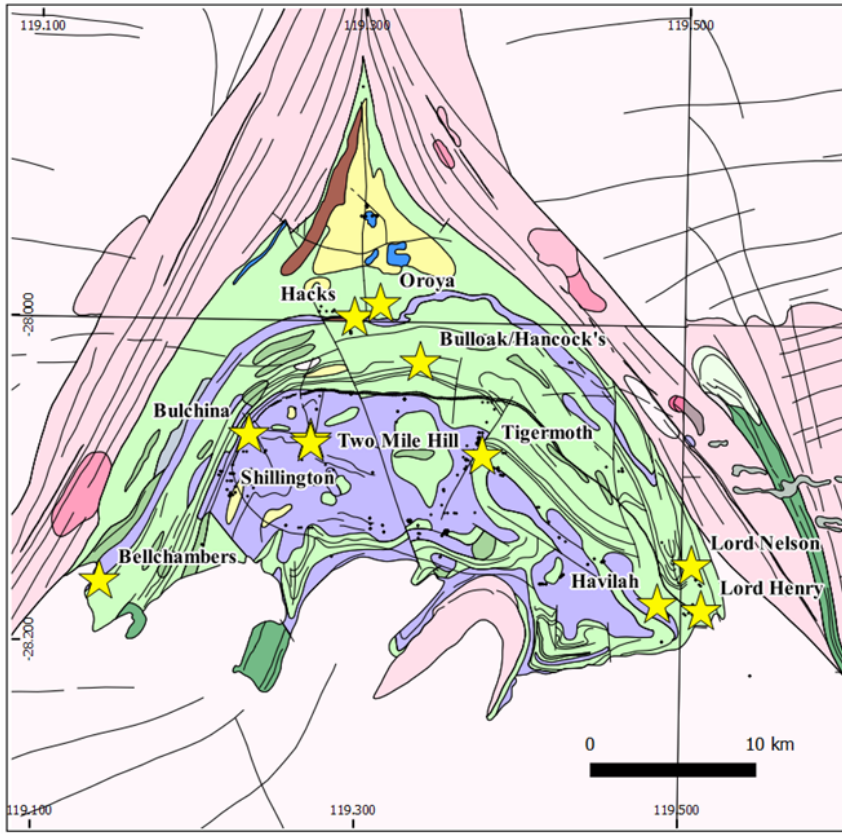 119.100 119.300 119.500
Oroya
Hacks
-28.000
Bulloak/Hancock's
Bulchina
Two Mile Hill
Tigermoth
Shillington
Bellchambers
Lord Nelson
Havilah
Lord Henry
-28.200
0 10 km
119.100 119.300 119.500